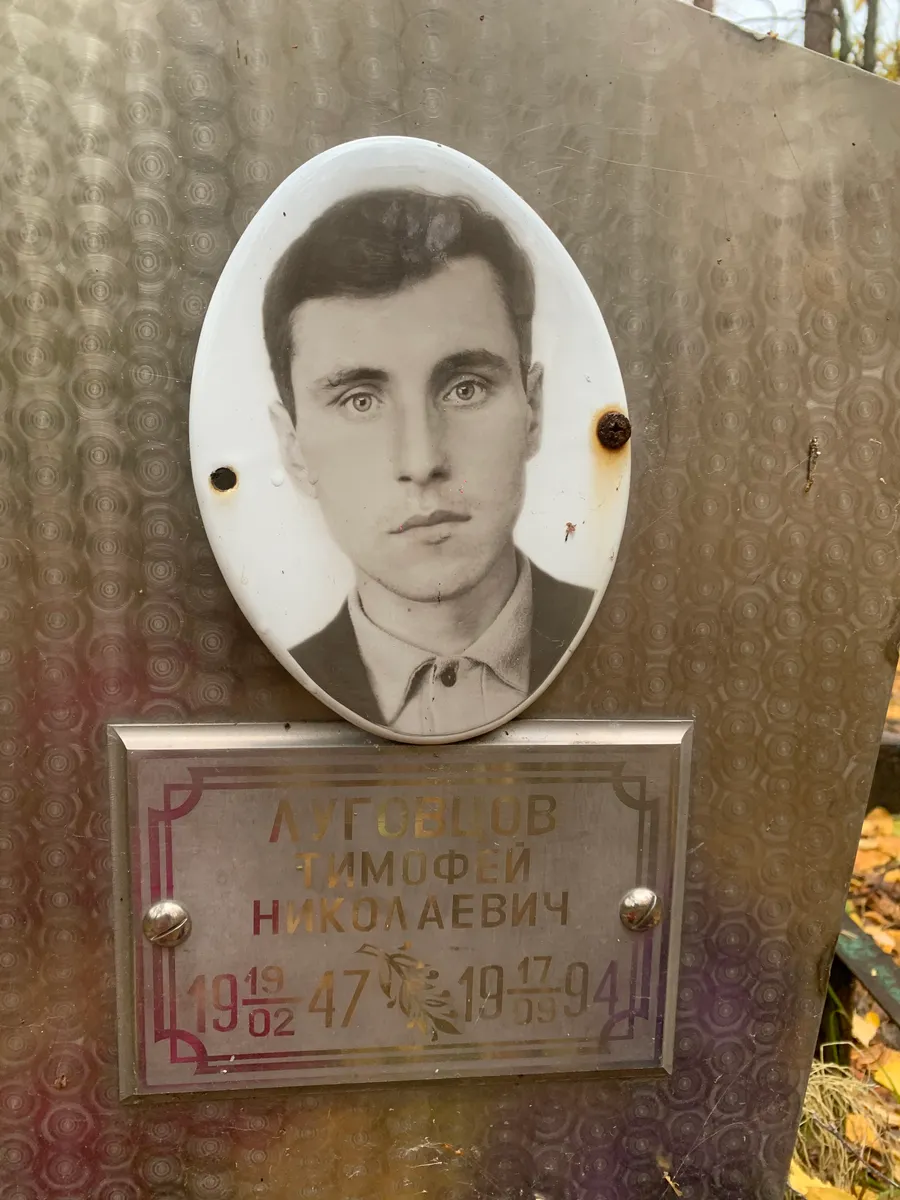 ЛУГОВЦОВ
ТИМОФЕЙ
НИКОЛАЕВИЧ
19 19/02 47 19 17/09 94